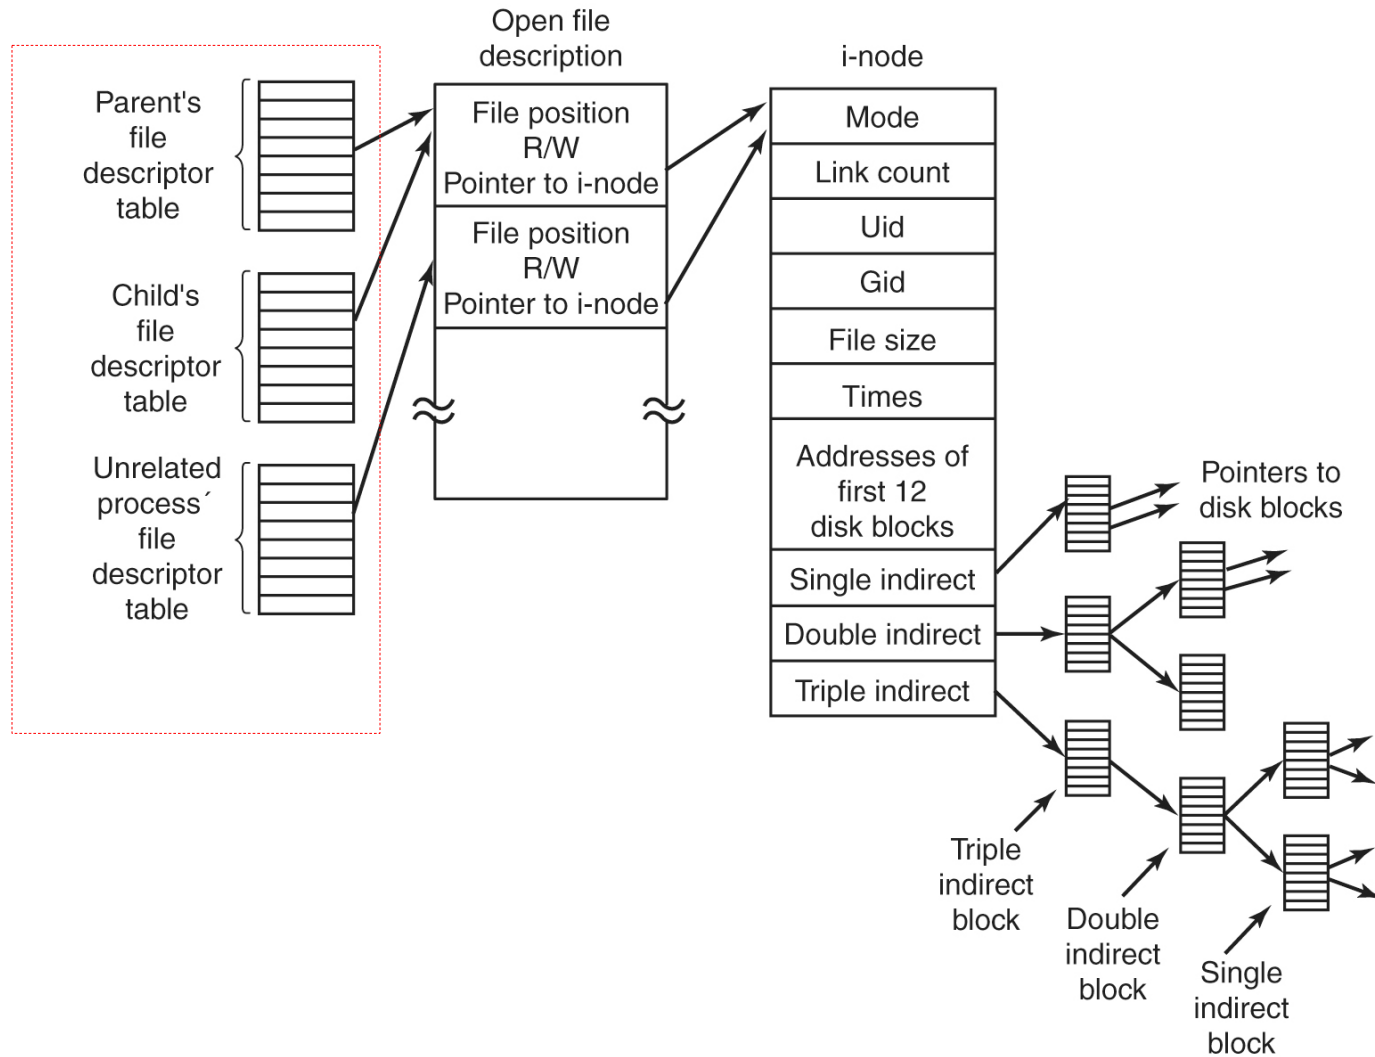 Open file
description
i-node
Parent's
file
descriptor
table
Child's
file
descriptor
table
Unrelated
process´
file
descriptor
table
File position
R/W
Pointer to i-node
File position
R/W
Pointer to i-node
Mode
Link count
Uid
Gid
File size
Times
Addresses of
first 12
disk blocks
Single indirect
Double indirect
Triple indirect
Pointers to
disk blocks
Triple
indirect
block
Double
indirect
block
Single
indirect
block